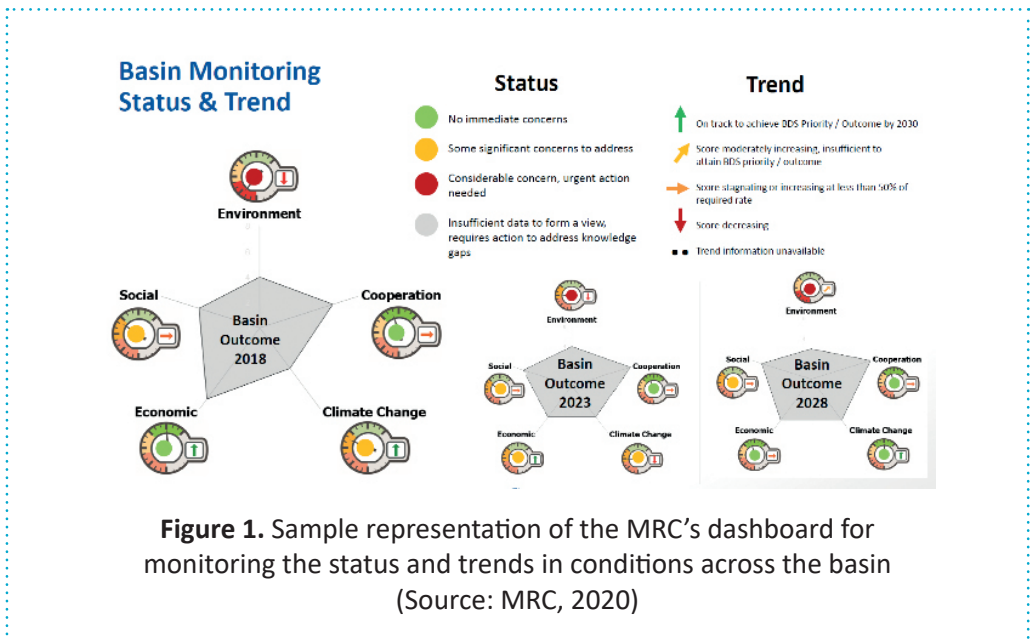 Basin Monitoring
Status & Trend
Status
No immediate concerns
Some significant concerns to address
Considerable concern, urgent action
needed
Insufficient data to form a view,
requires action to address knowledge
gaps
Trend
On track to achieve BDS Priority / Outcome by 2030
Score moderately increasing, insufficient to
attain BDS priority / outcome
Score stagnating or increasing at less than 50% of
required rate
Score decreasing
Trend information unavailable
Environment
Social
Cooperation
Basin
Outcome
2018
Economic
Climate Change
Environment
Social
Cooperation
Basin
Outcome
2023
Economic
Climate Change
Environment
Social
Cooperation
Basin
Outcome
2028
Economic
Climate Change
Figure 1. Sample representation of the MRC’s dashboard for
monitoring the status and trends in conditions across the basin
(Source: MRC, 2020)